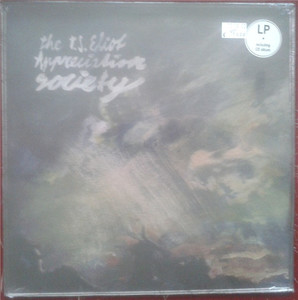 the T.S. Eliot
Appreciation
society
LP